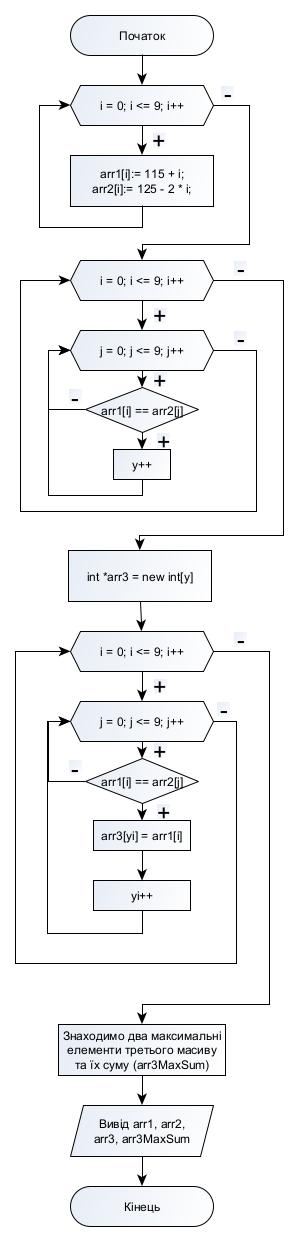 Початок
i = 0; i <= 9; i++
-
+
arr1[i]:= 115 + i;
arr2[i]:= 125 - 2 * i;
i = 0; i <= 9; i++
-
+
j = 0; j <= 9; j++
-
+
arr1[i] == arr2[j]
-
+
y++
int *arr3 = new int[y]
i = 0; i <= 9; i++
-
+
j = 0; j <= 9; j++
-
+
arr1[i] == arr2[j]
-
+
arr3[yi] = arr1[i]
yi++
Знаходимо два максимальні
елементи третього масиву
та їх суму (arr3MaxSum)
Вивід arr1, arr2,
arr3, arr3MaxSum
Кінець